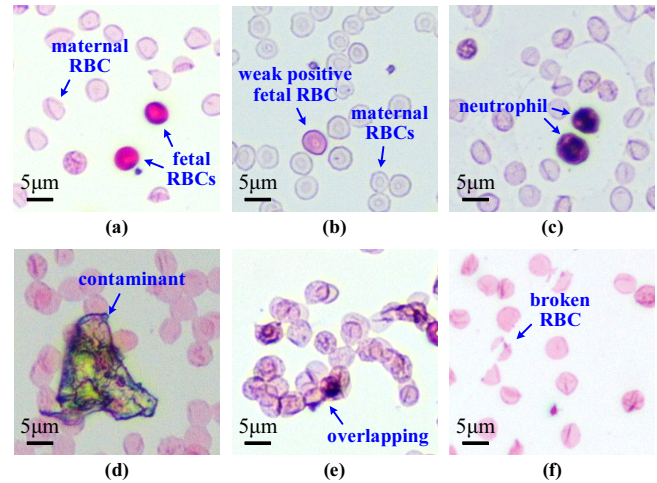 maternal
RBC
fetal
RBCs
5μm
(a)
weak positive
fetal RBC
maternal
RBCs
5μm
(b)
neutrophil
5μm
(c)
contaminant
5μm
(d)
overlapping
5μm
(e)
broken
RBC
5μm
(f)